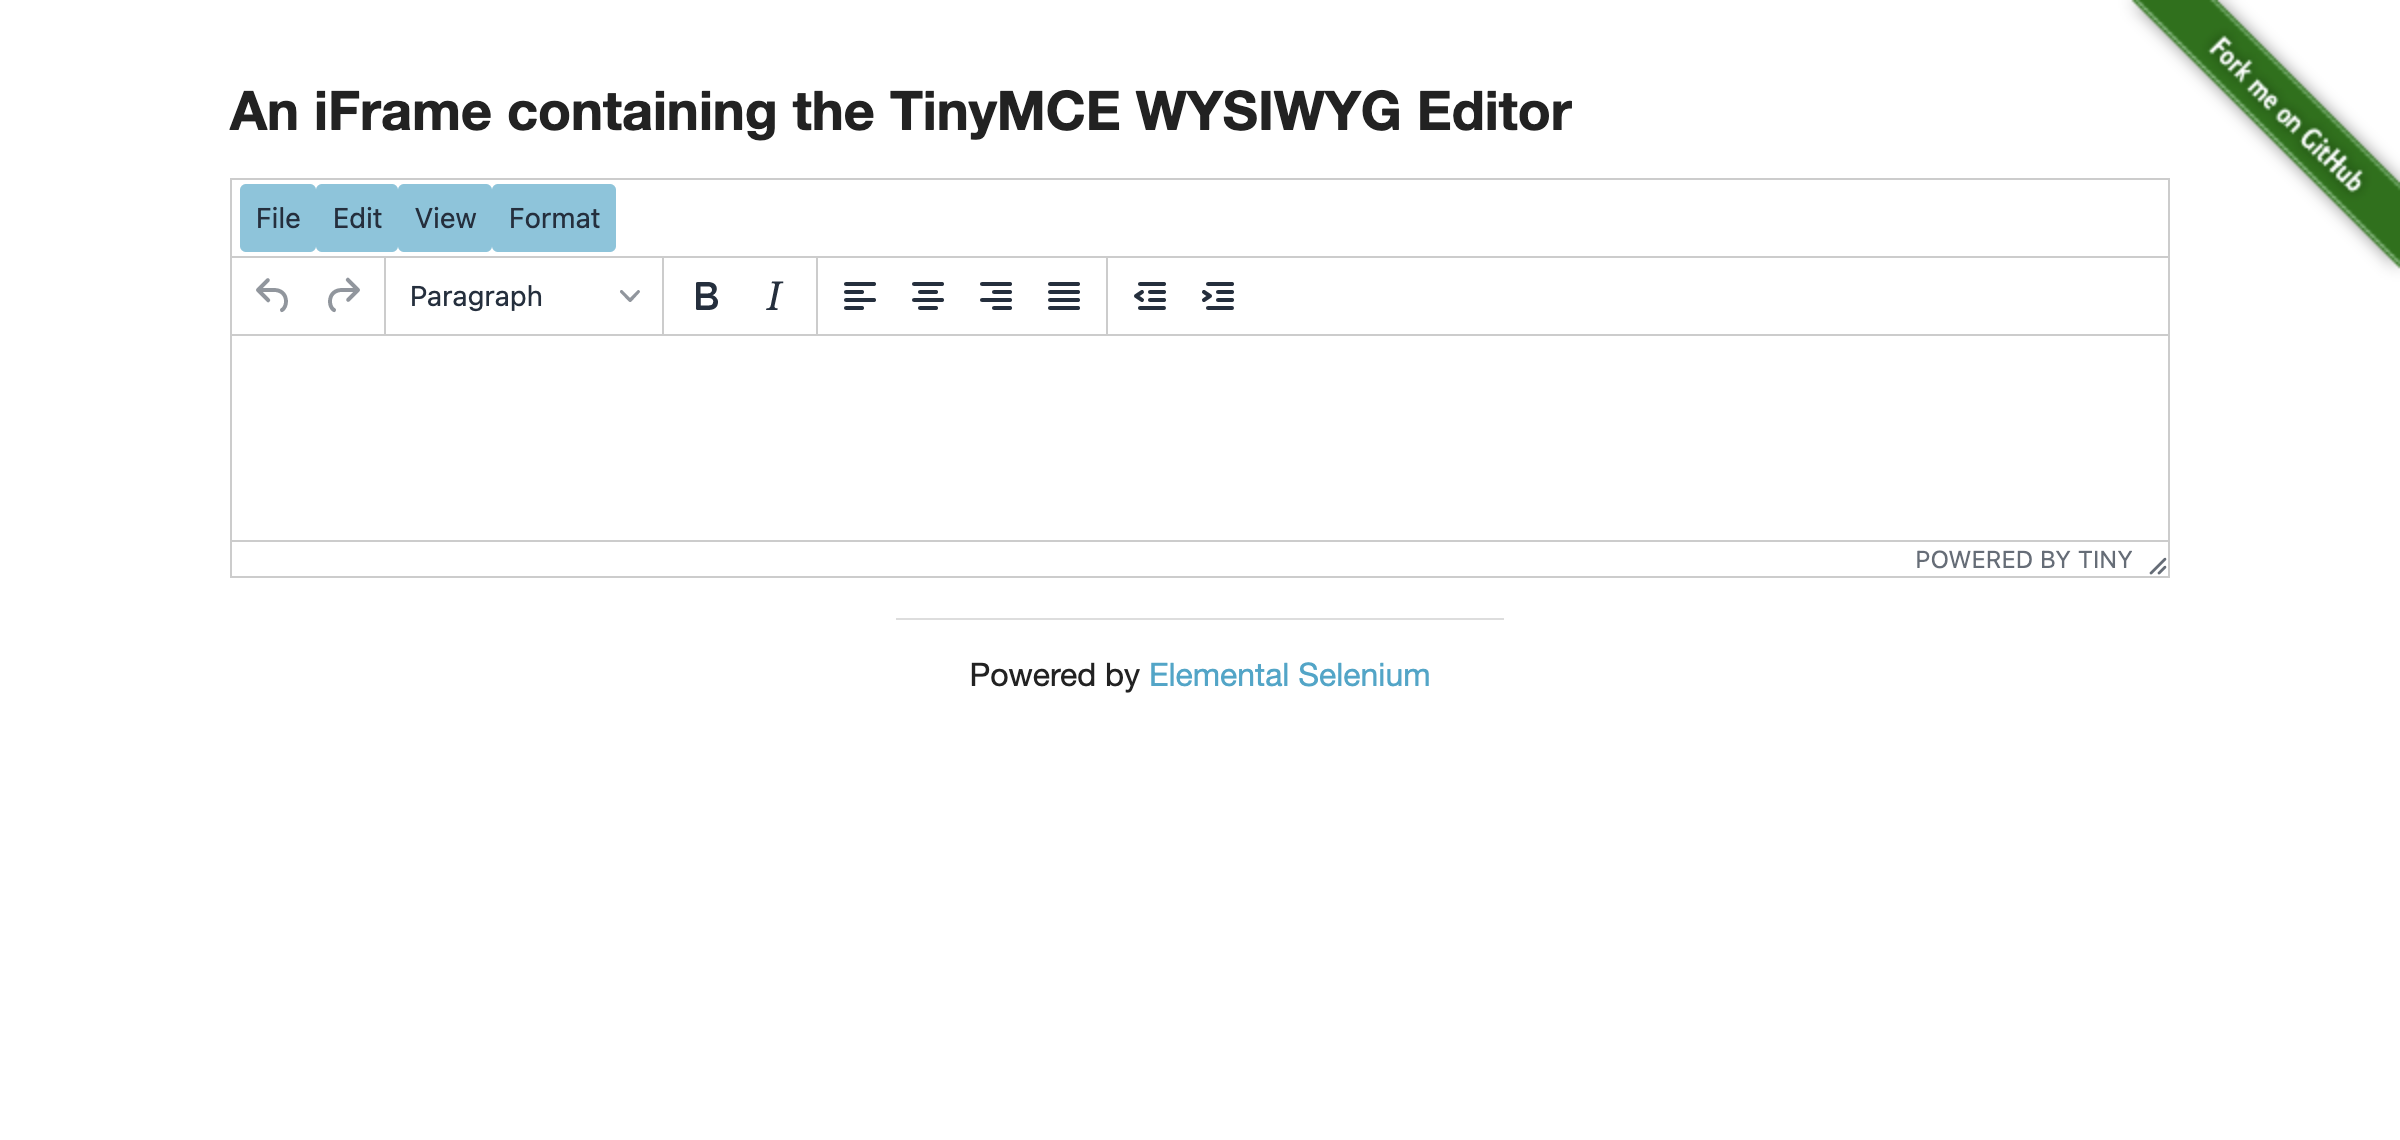 Fork me on GitHub
An iFrame containing the TinyMCE WYSIWYG Editor
File Edit View Format
Paragraph B I
POWERED BY TINY
Powered by Elemental Selenium